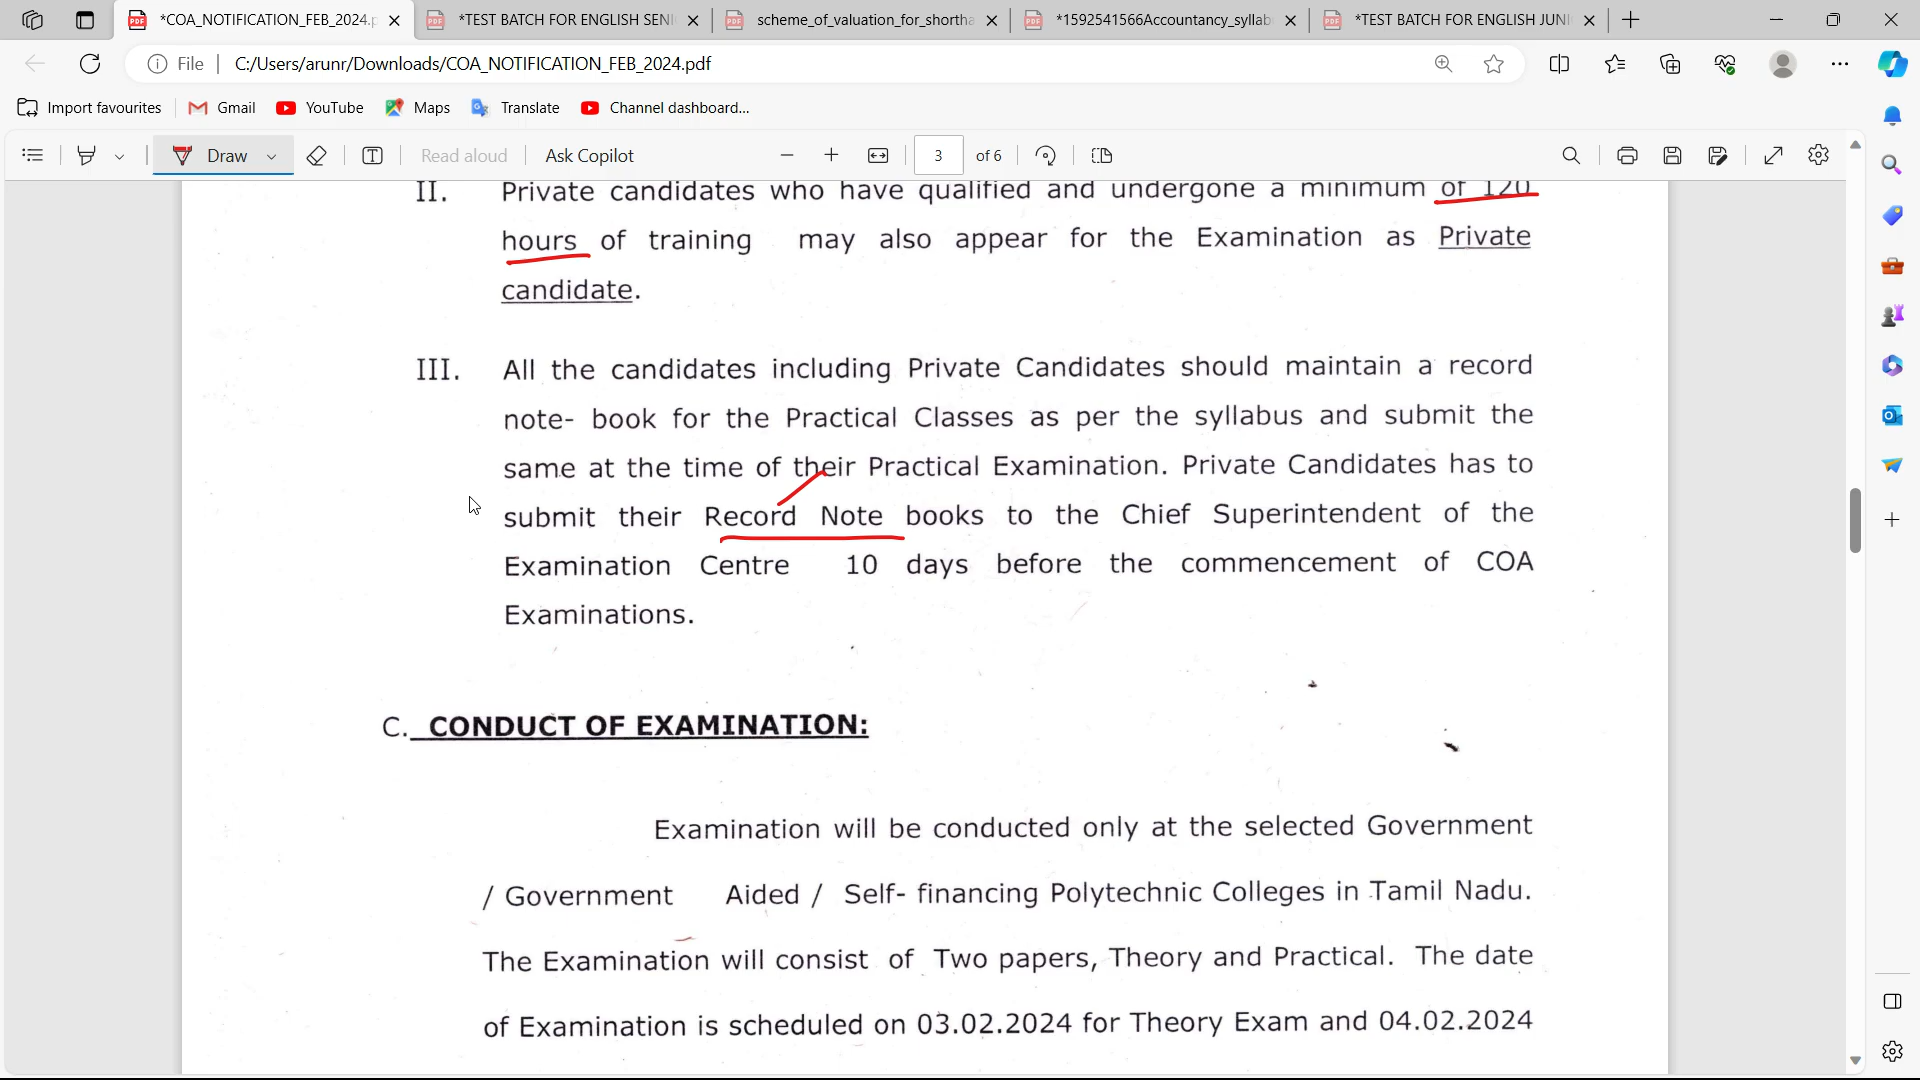 *COA_NOTIFICATION_FEB_2024.p
*TEST BATCH FOR ENGLISH SENI
scheme_of_valuation_for_shortha
*1592541566Accountancy_syllab
*TEST BATCH FOR ENGLISH JUNI
File C:/Users/arunr/Downloads/COA_NOTIFICATION_FEB_2024.pdf
Import favourites Gmail YouTube Maps Translate Channel dashboard...
Draw Read aloud Ask Copilot 3 of 6
II. Private candidates who have qualified and undergone a minimum of 120
hours of training may also appear for the Examination as Private
candidate.
III. All the candidates including Private Candidates should maintain a record
note- book for the Practical Classes as per the syllabus and submit the
same at the time of their Practical Examination. Private Candidates has to
submit their Record Note books to the Chief Superintendent of the
Examination Centre 10 days before the commencement of COA
Examinations.
C. CONDUCT OF EXAMINATION:
Examination will be conducted only at the selected Government
/ Government Aided / Self- financing Polytechnic Colleges in Tamil Nadu.
The Examination will consist of Two papers, Theory and Practical. The date
of Examination is scheduled on 03.02.2024 for Theory Exam and 04.02.2024